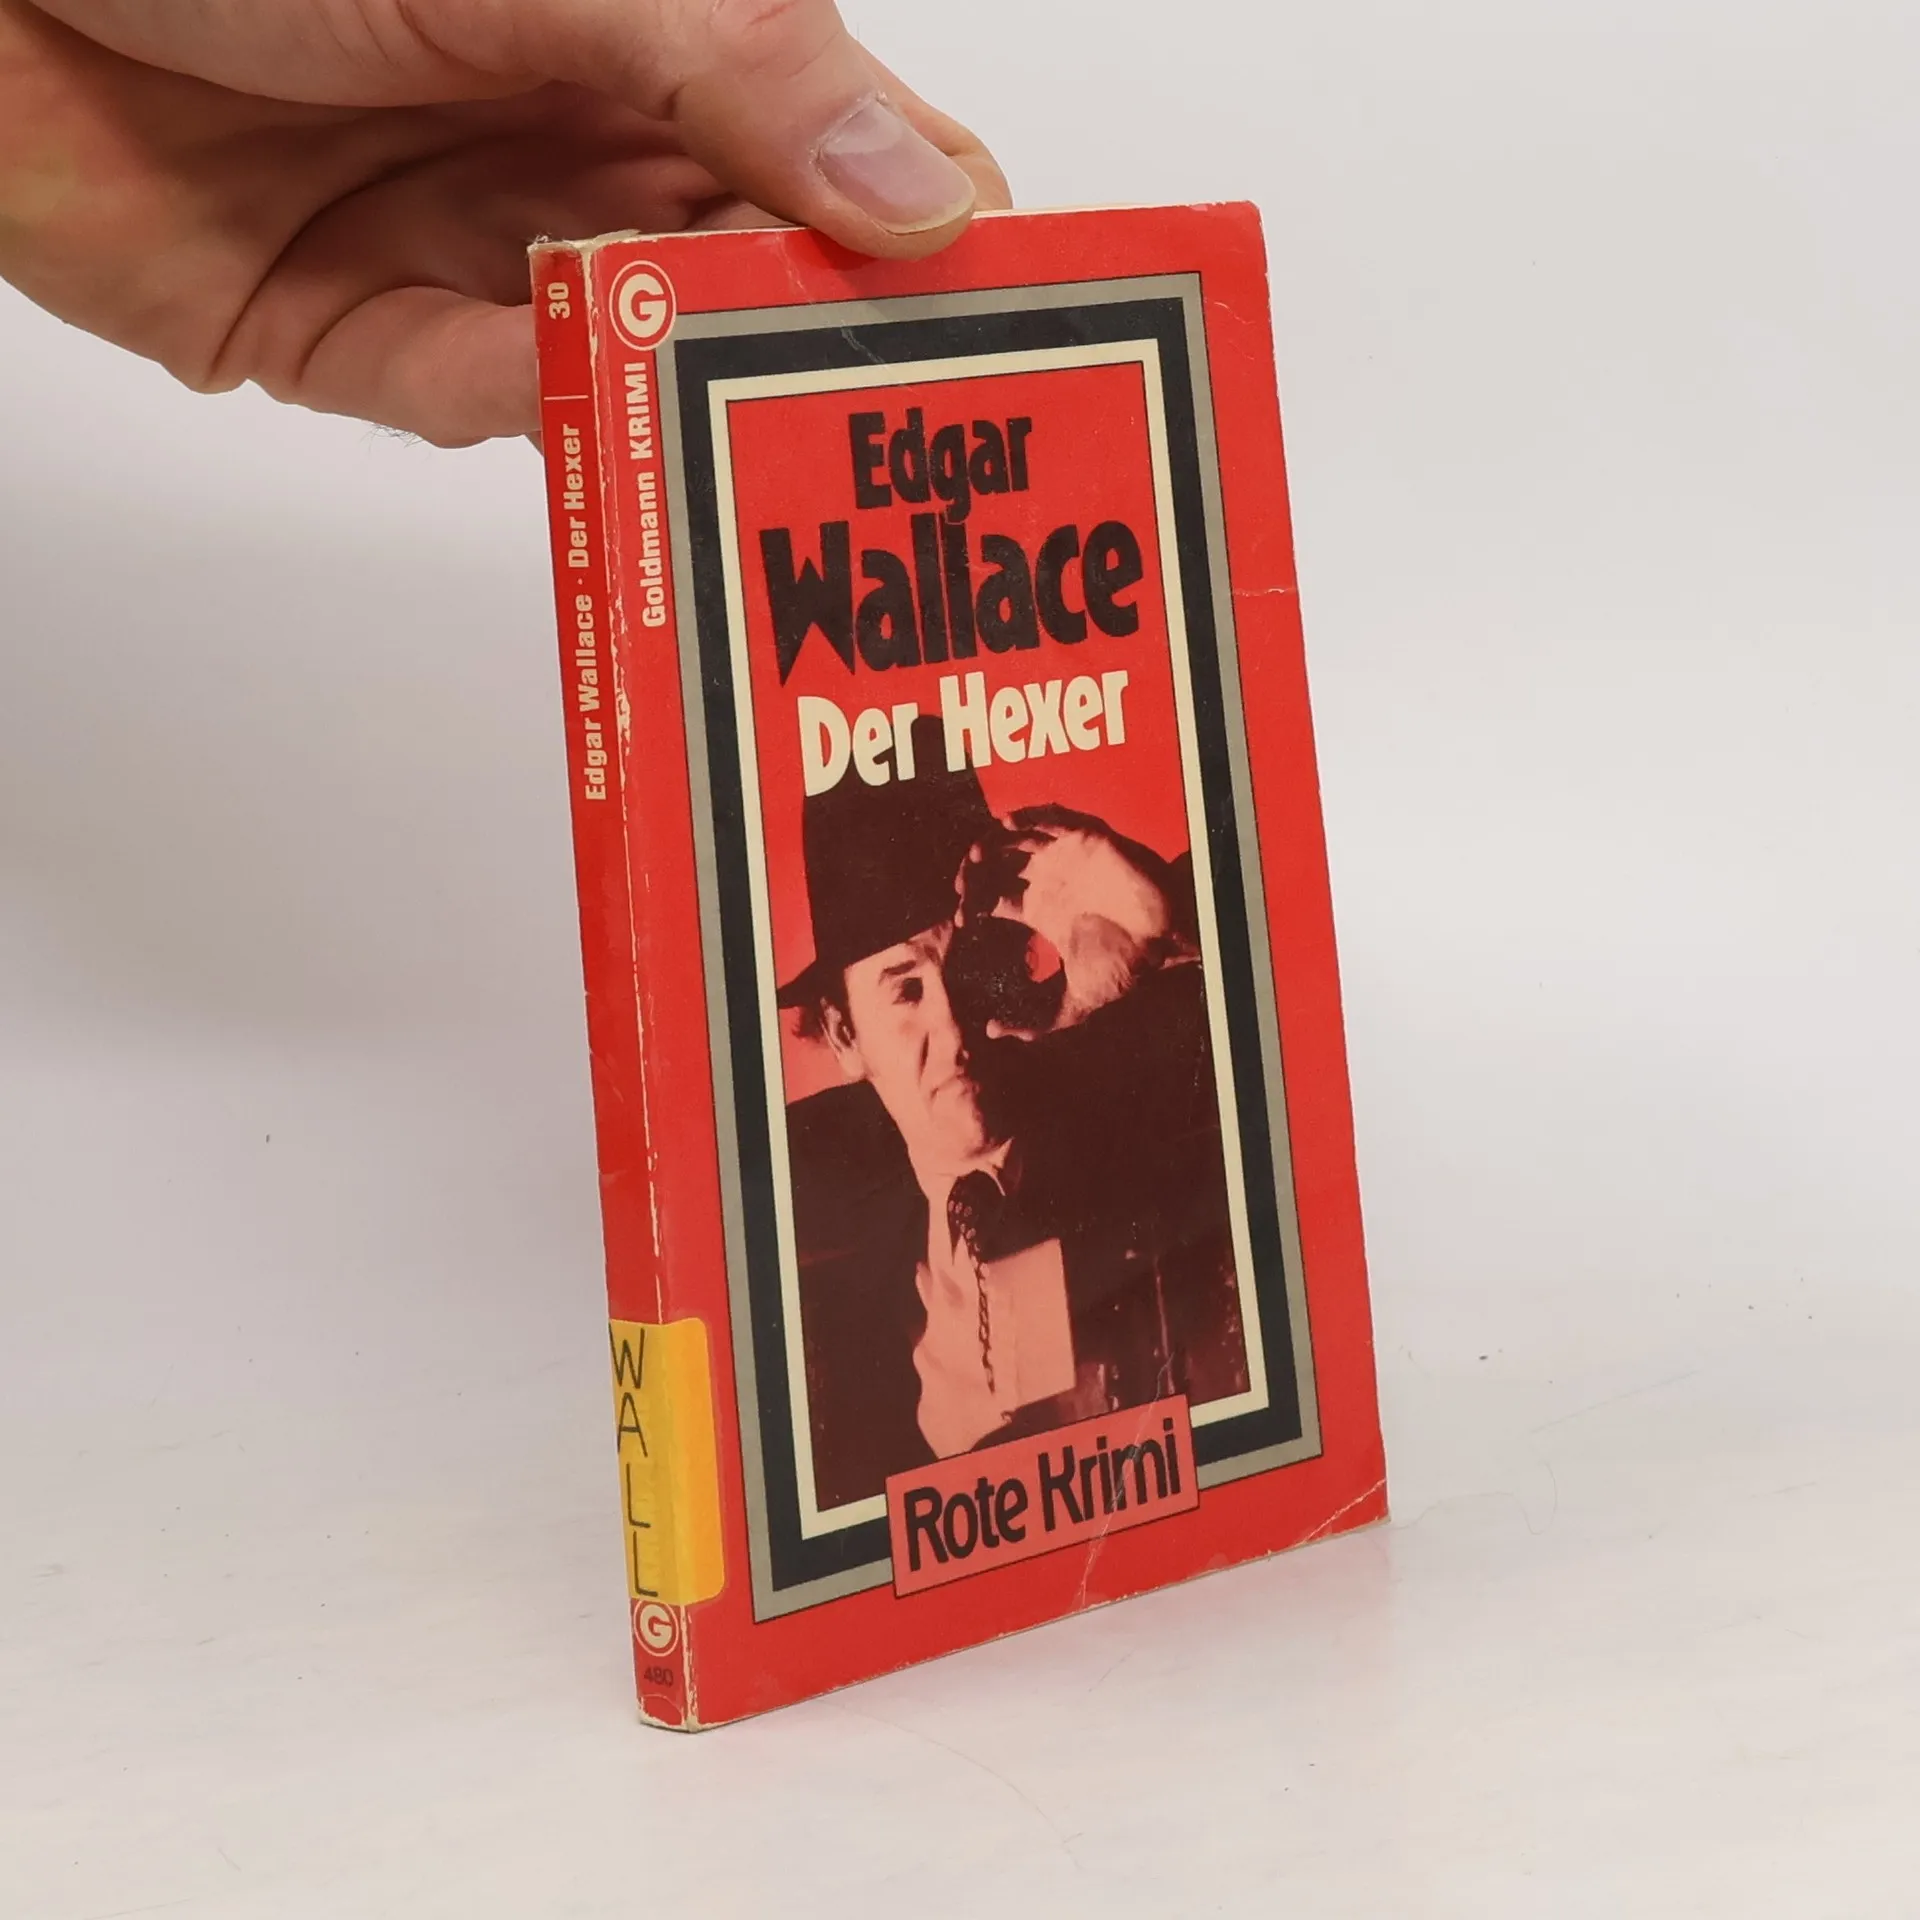 30
Edgar Wallace · Der Hexer
WALL
G
480
G
Goldmann KRIMI
Edgar
Wallace
Der Hexer
Rote Krimi